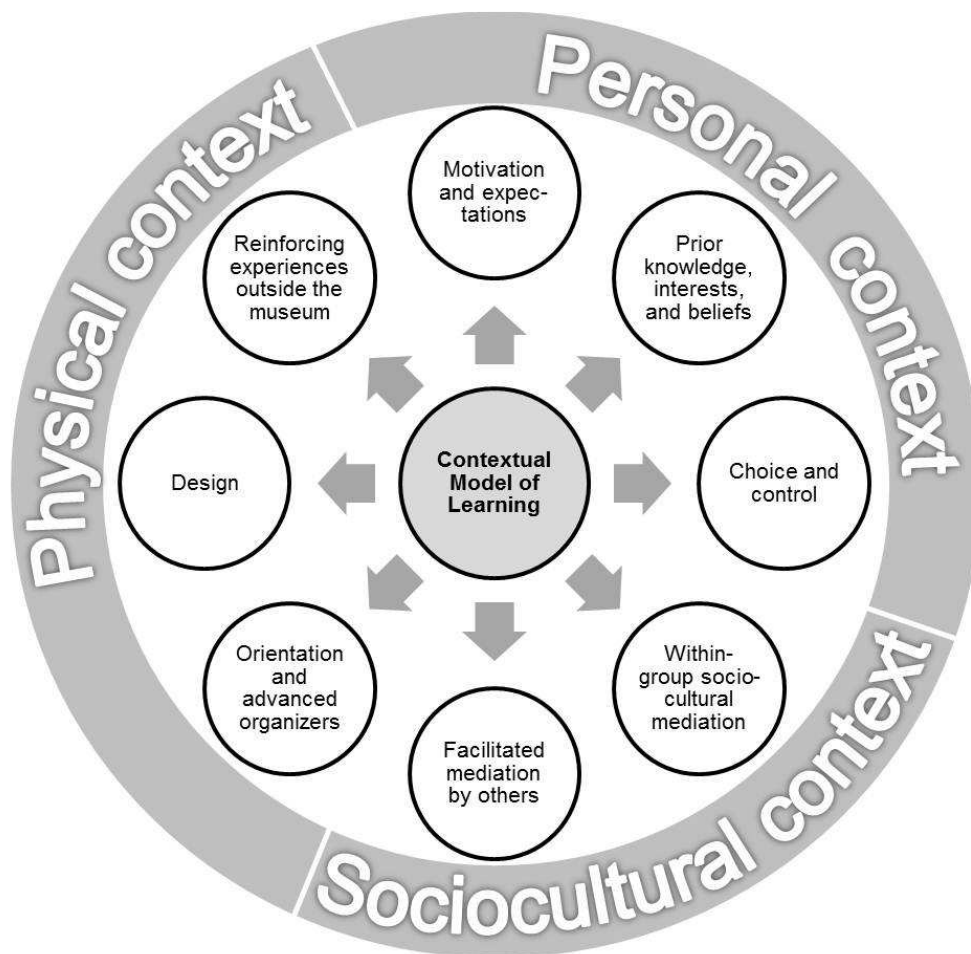 Personal context
Physical context
Sociocultural context
Motivation
and expec-
tations
Prior
knowledge,
interests,
and beliefs
Choice and
control
Within-
group socio-
cultural
mediation
Facilitated
mediation
by others
Orientation
and
advanced
organizers
Design
Reinforcing
experiences
outside the
museum
Contextual
Model of
Learning